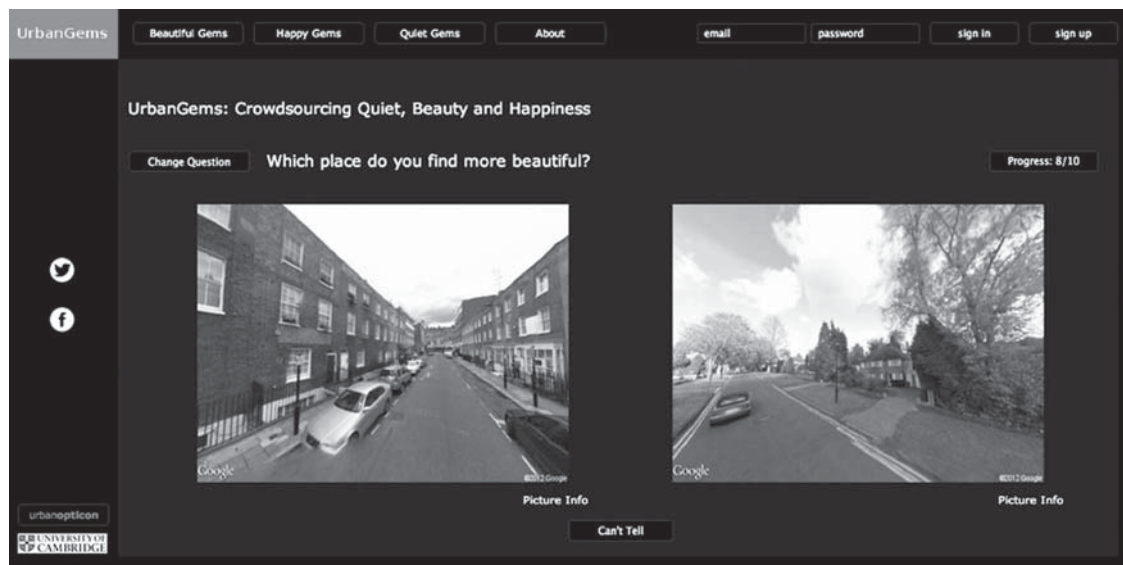 UrbanGems
Beautiful Gems
Happy Gems
Quiet Gems
About
email
password
sign in
sign up
UrbanGems: Crowdsourcing Quiet, Beauty and Happiness
Change Question
Which place do you find more beautiful?
Progress: 8/10
Google
©2012 Google
Google
©2012 Google
Picture Info
Picture Info
Can't Tell
urbanopticon
UNIVERSITY OF
CAMBRIDGE